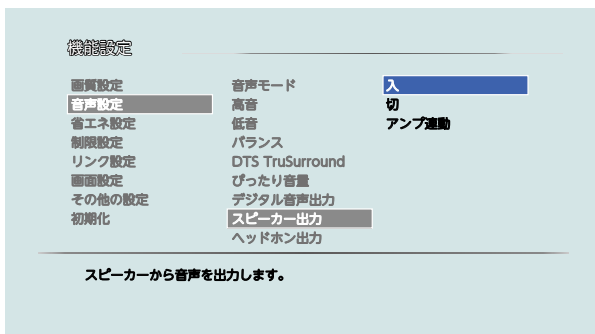 機能設定
画質設定
音声設定
省エネ設定
制限設定
リンク設定
画面設定
その他の設定
初期化
音声モード
高音
低音
バランス
DTS TruSurround
ぴったり音量
デジタル音声出力
スピーカー出力
ヘッドホン出力
入
切
アンプ連動
スピーカーから音声を出力します。